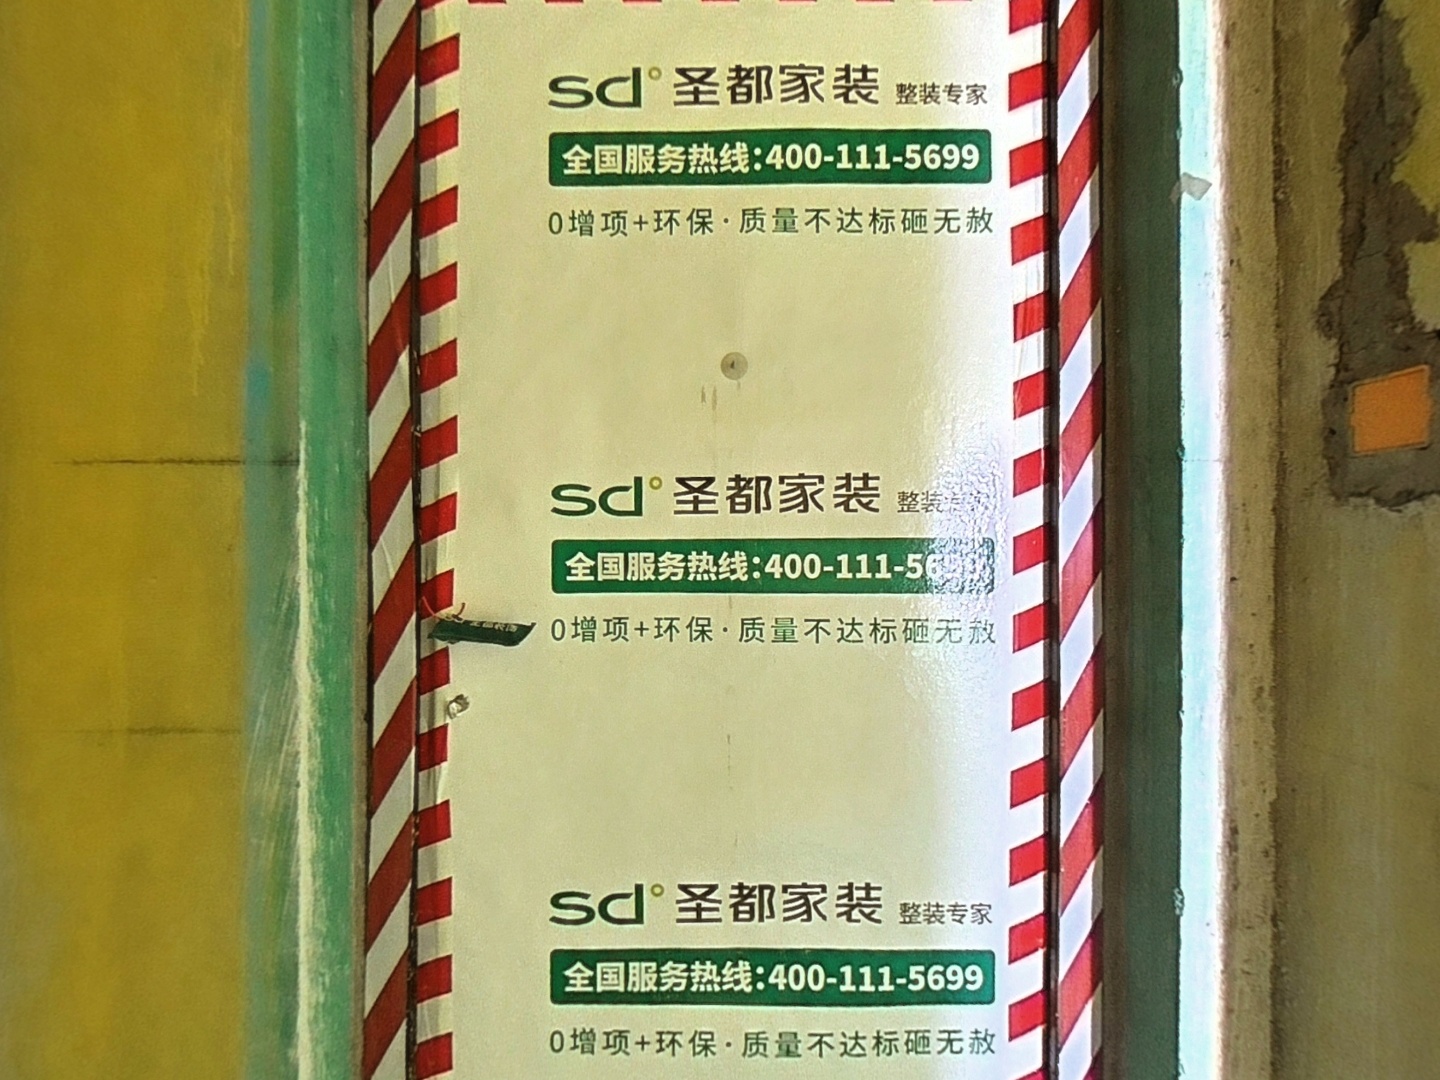 sd 圣都家装 整装专家
全国服务热线:400-111-5699
0增项+环保·质量不达标砸无赦
sd 圣都家装 整装专家
全国服务热线:400-111-56
0增项+环保·质量不达标砸无赦
sd 圣都家装 整装专家
全国服务热线:400-111-5699
0增项+环保·质量不达标砸无赦